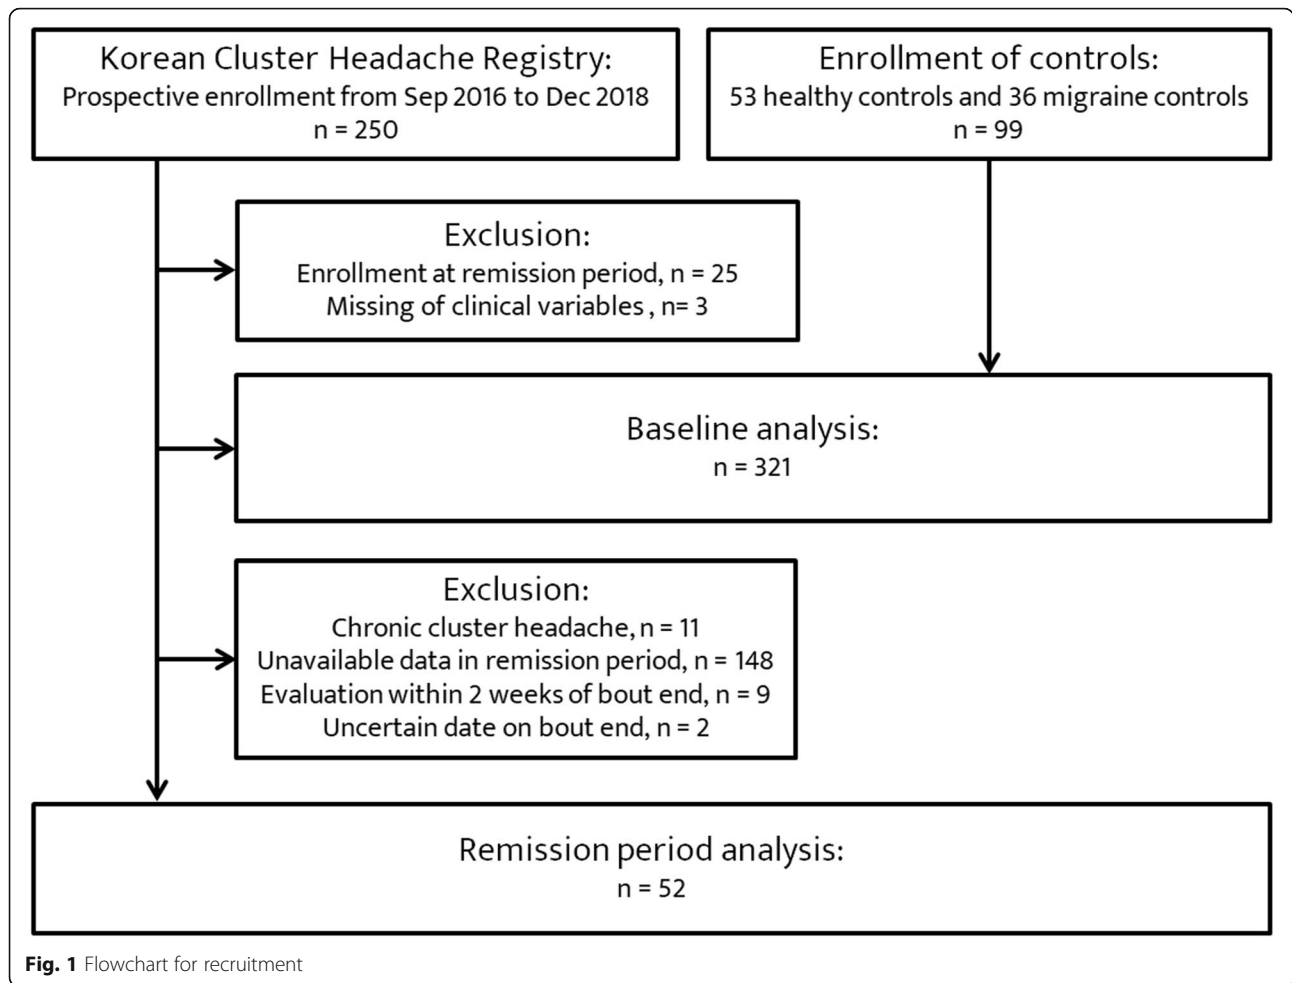 Korean Cluster Headache Registry:
Prospective enrollment from Sep 2016 to Dec 2018
n = 250
Enrollment of controls:
53 healthy controls and 36 migraine controls
n = 99
Exclusion:
Enrollment at remission period, n = 25
Missing of clinical variables , n= 3
Baseline analysis:
n = 321
Exclusion:
Chronic cluster headache, n = 11
Unavailable data in remission period, n = 148
Evaluation within 2 weeks of bout end, n = 9
Uncertain date on bout end, n = 2
Remission period analysis:
n = 52
Fig. 1 Flowchart for recruitment